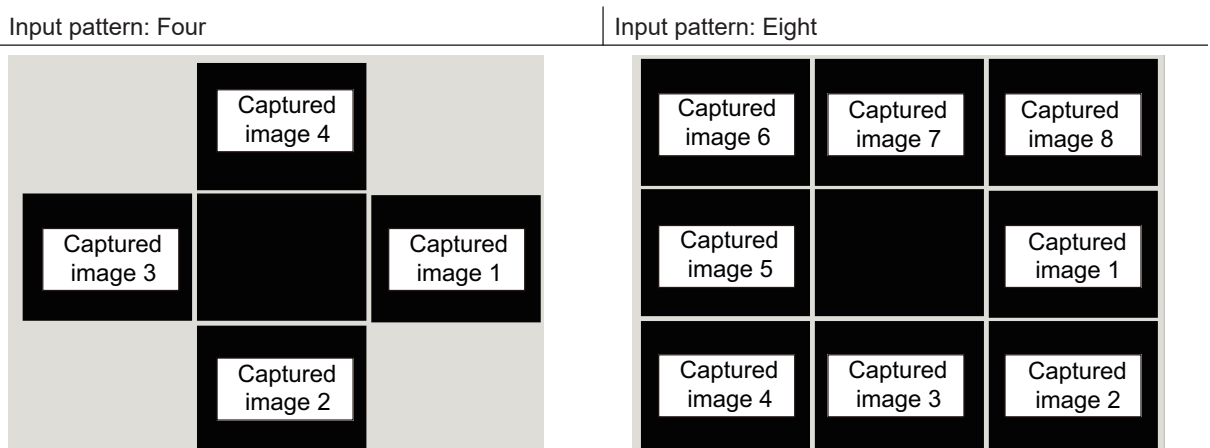 Input pattern: Four
Input pattern: Eight
Captured
image 4
Captured
image 3
Captured
image 1
Captured
image 2
Captured
image 6
Captured
image 7
Captured
image 8
Captured
image 5
Captured
image 1
Captured
image 4
Captured
image 3
Captured
image 2